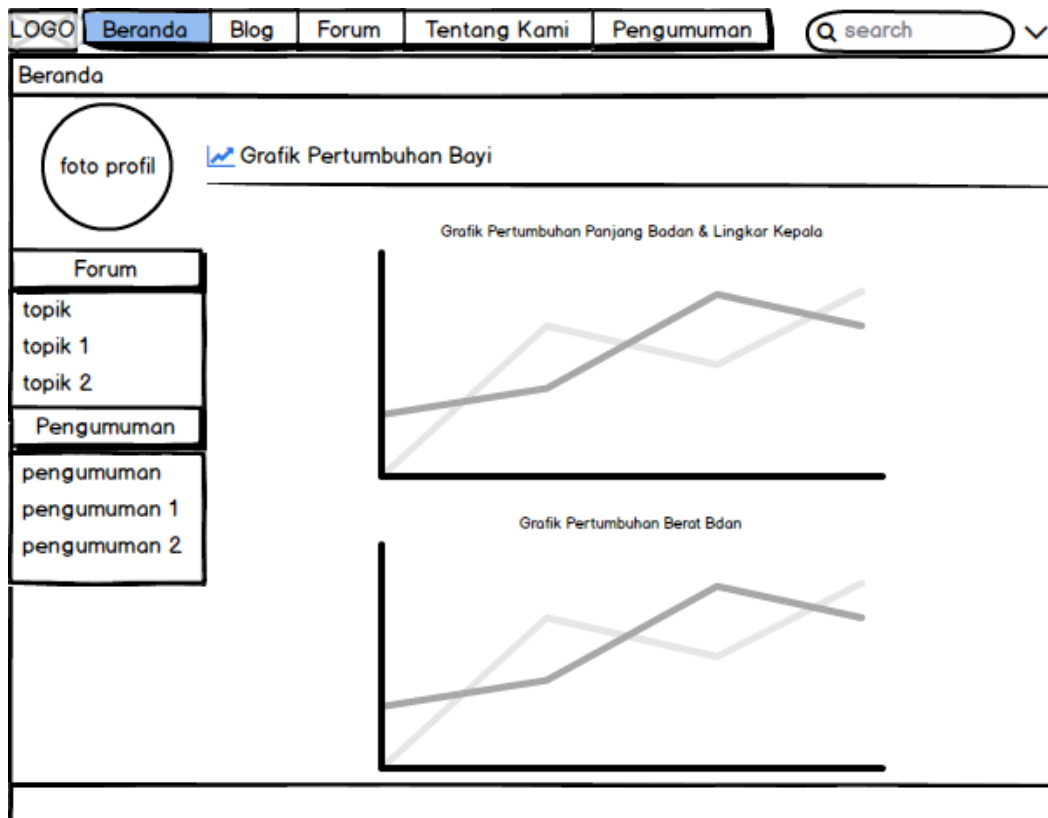 LOGO Beranda Blog Forum Tentang Kami Pengumuman search
Beranda
foto profil
Grafik Pertumbuhan Bayi
Grafik Pertumbuhan Panjang Badan & Lingkar Kepala
Forum
topik
topik 1
topik 2
Pengumuman
pengumuman
pengumuman 1
pengumuman 2
Grafik Pertumbuhan Berat Bdan